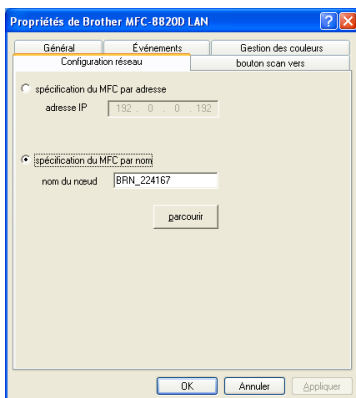 Propriétés de Brother MFC-8820D LAN
Général Événements Gestion des couleurs
Configuration réseau bouton scan vers
spécification du MFC par adresse
adresse IP 192 . 0 . 0 . 192
spécification du MFC par nom
nom du nœud BRN_224167
parcourir
OK Annuler Appliquer